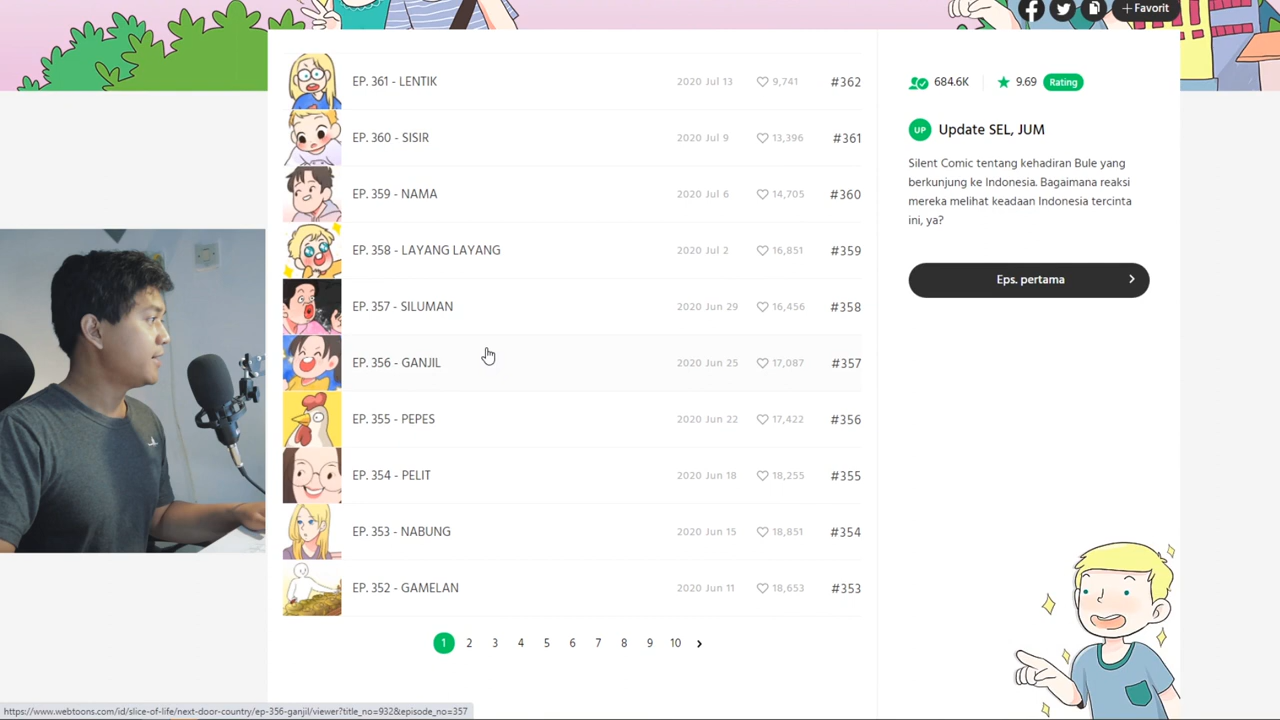 + Favorit
EP. 361 - LENTIK 2020 Jul 13 9,741 #362
EP. 360 - SISIR 2020 Jul 9 13,396 #361
EP. 359 - NAMA 2020 Jul 6 14,705 #360
EP. 358 - LAYANG LAYANG 2020 Jul 2 16,851 #359
EP. 357 - SILUMAN 2020 Jun 29 16,456 #358
EP. 356 - GANJIL 2020 Jun 25 17,087 #357
EP. 355 - PEPES 2020 Jun 22 17,422 #356
EP. 354 - PELIT 2020 Jun 18 18,255 #355
EP. 353 - NABUNG 2020 Jun 15 18,851 #354
EP. 352 - GAMELAN 2020 Jun 11 18,653 #353
1 2 3 4 5 6 7 8 9 10
684.6K 9.69 Rating
UP Update SEL, JUM
Silent Comic tentang kehadiran Bule yang
berkunjung ke Indonesia. Bagaimana reaksi
mereka melihat keadaan Indonesia tercinta
ini, ya?
Eps. pertama
https://www.webtoons.com/id/slice-of-life/next-door-country/ep-356-ganjil/viewer?title_no=932&episode_no=357